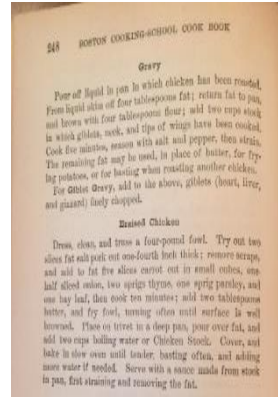 248 BOSTON COOKING-SCHOOL COOK BOOK
Gravy
Pour off liquid in pan in which chicken has been roasted.
From liquid skim off four tablespoons fat; return fat to pan,
and brown with four tablespoons flour; add two cups stock
in which giblets, neck, and tips of wings have been cooked.
Cook five minutes, season with salt and pepper, then strain.
The remaining fat may be used, in place of butter, for fry-
ing potatoes, or for basting when roasting another chicken.
For Giblet Gravy, add to the above, giblets (heart, liver,
and gizzard) finely chopped.
Braised Chicken
Dress, clean, and truss a four-pound fowl. Try out two
slices fat salt pork cut one-fourth inch thick; remove scraps,
and add to fat five slices carrot cut in small cubes, one-
half sliced onion, two sprigs thyme, one sprig parsley, and
one bay leaf, then cook ten minutes; add two tablespoons
butter, and fry fowl, turning often until surface is well
browned. Place on trivet in a deep pan, pour over fat, and
add two cups boiling water or Chicken Stock. Cover, and
bake in slow oven until tender, basting often, and adding
more water if needed. Serve with a sauce made from stock
in pan, first straining and removing the fat.